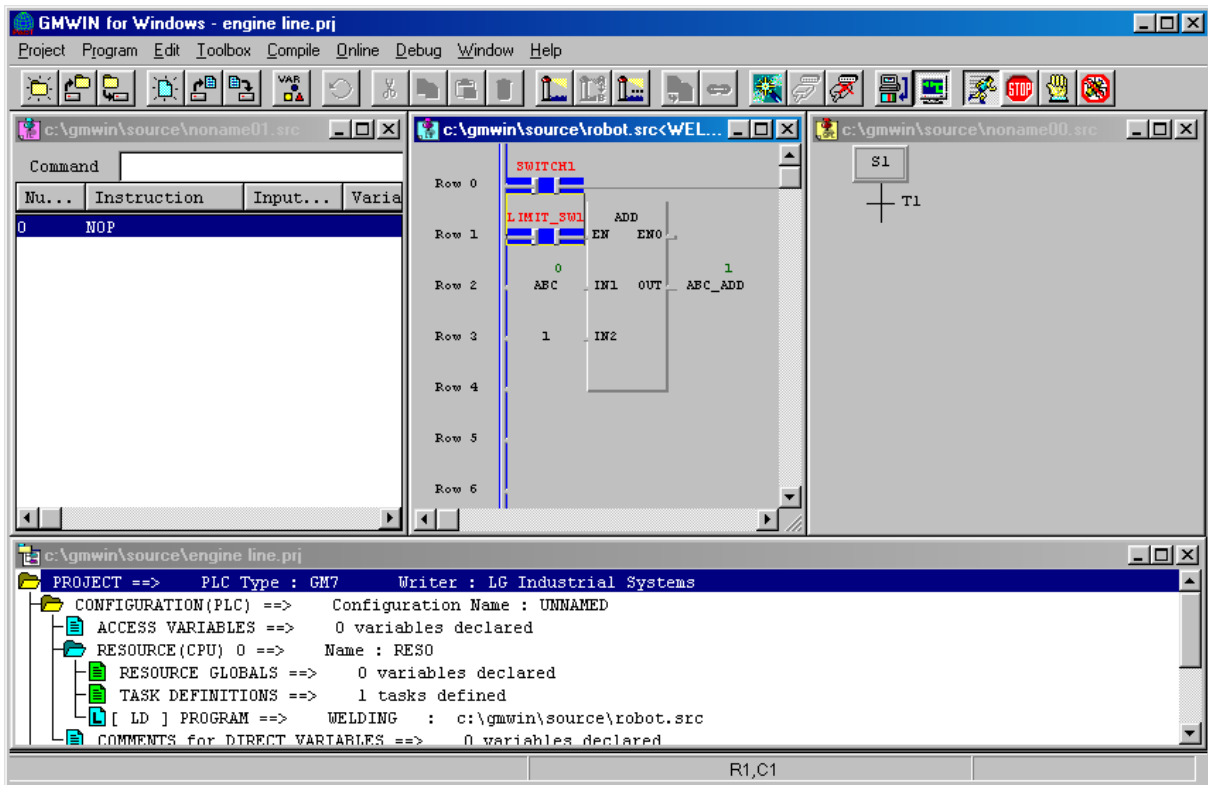 GMWIN for Windows - engine line.prj
Project Program Edit Toolbox Compile Online Debug Window Help
VAR
STOP
c:\gmwin\source\noname01.src
Command
Nu... Instruction Input... Varia
0 NOP
c:\gmwin\source\robot.src<WEL...
SWITCH1
Row 0
LIMIT_SW1 ADD
Row 1 EN ENO
0 1
Row 2 ABC IN1 OUT ABC_ADD
Row 3 1 IN2
Row 4
Row 5
Row 6
c:\gmwin\source\noname00.src
S1
T1
c:\gmwin\source\engine line.prj
PROJECT ==> PLC Type : GM7 Writer : LG Industrial Systems
CONFIGURATION(PLC) ==> Configuration Name : UNNAMED
ACCESS VARIABLES ==> 0 variables declared
RESOURCE(CPU) 0 ==> Name : RES0
RESOURCE GLOBALS ==> 0 variables declared
TASK DEFINITIONS ==> 1 tasks defined
L [ LD ] PROGRAM ==> WELDING : c:\gmwin\source\robot.src
COMMENTS for DIRECT VARIABLES ==> 0 variables declared
R1,C1